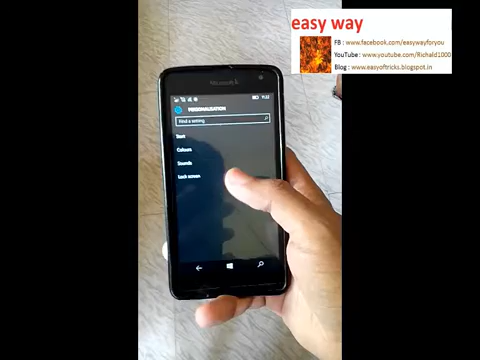 easy way
FB : www.facebook.com/easywayforyou
YouTube : www.youtube.com/Richald1000
Blog : www.easyoftricks.blogspot.in
Microsoft
PERSONALISATION
Find a setting
Start
Colours
Sounds
Lock screen